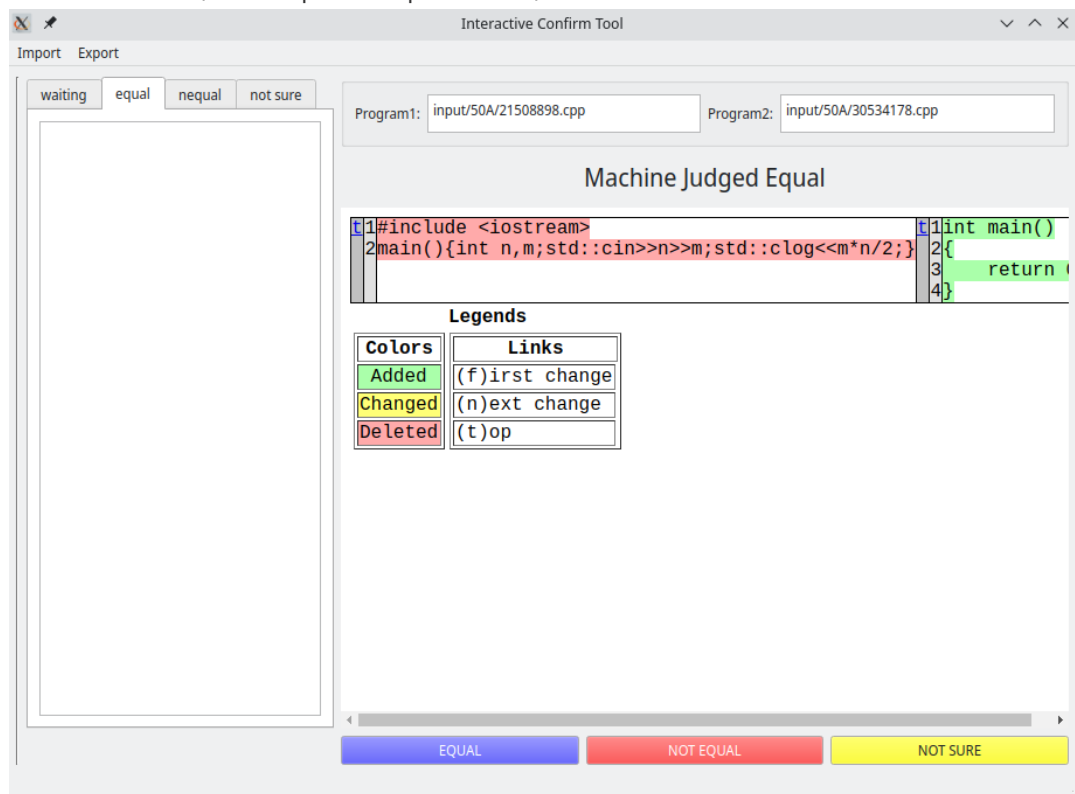 Interactive Confirm Tool
Import Export
waiting equal nequal not sure
Program1: input/50A/21508898.cpp Program2: input/50A/30534178.cpp
Machine Judged Equal
t 1 #include <iostream> t 1 int main()
2 main(){int n,m;std::cin>>n>>m;std::clog<<m*n/2;} 2 {
3 return
4 }
Legends
Colors Links
Added (f)irst change
Changed (n)ext change
Deleted (t)op
EQUAL NOT EQUAL NOT SURE